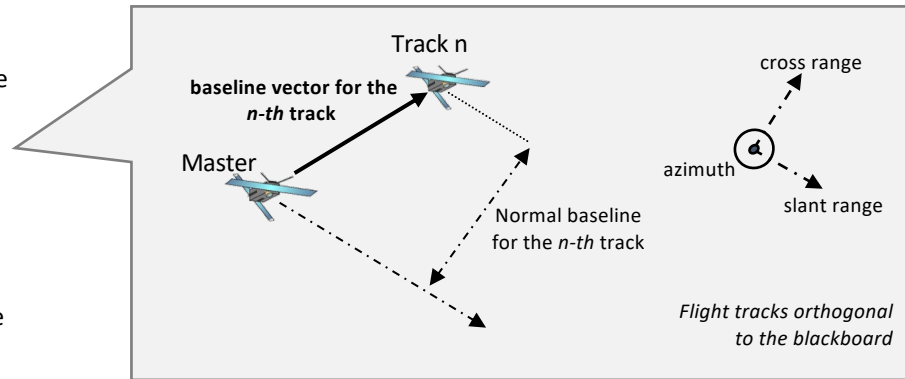 Track n
baseline vector for the
n-th track
Master
Normal baseline
for the n-th track
cross range
azimuth
slant range
Flight tracks orthogonal
to the blackboard
e
e